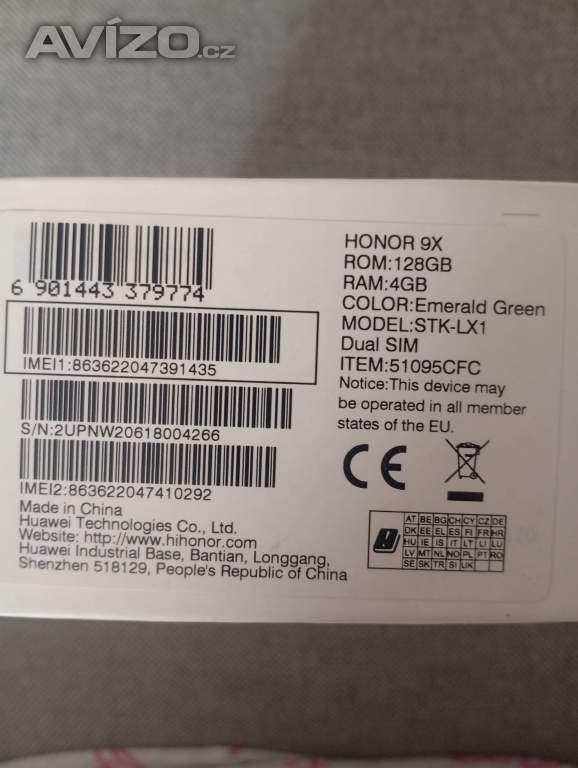 AVÍZO.cz
6 901443 379774
IMEI1:863622047391435
S/N:2UPNW20618004266
IMEI2:863622047410292
Made in China
Huawei Technologies Co., Ltd.
Website: http://www.hihonor.com
Huawei Industrial Base, Bantian, Longgang,
Shenzhen 518129, People's Republic of China
HONOR 9X
ROM:128GB
RAM:4GB
COLOR:Emerald Green
MODEL:STK-LX1
Dual SIM
ITEM:51095CFC
Notice:This device may
be operated in all member
states of the EU.
CE
AT BE BG CH CY CZ DE
DK EE EL ES FI FR HR
HU IE IS IT LT LI LU
LV MT NL NO PL PT RO
SE SK TR SI UK